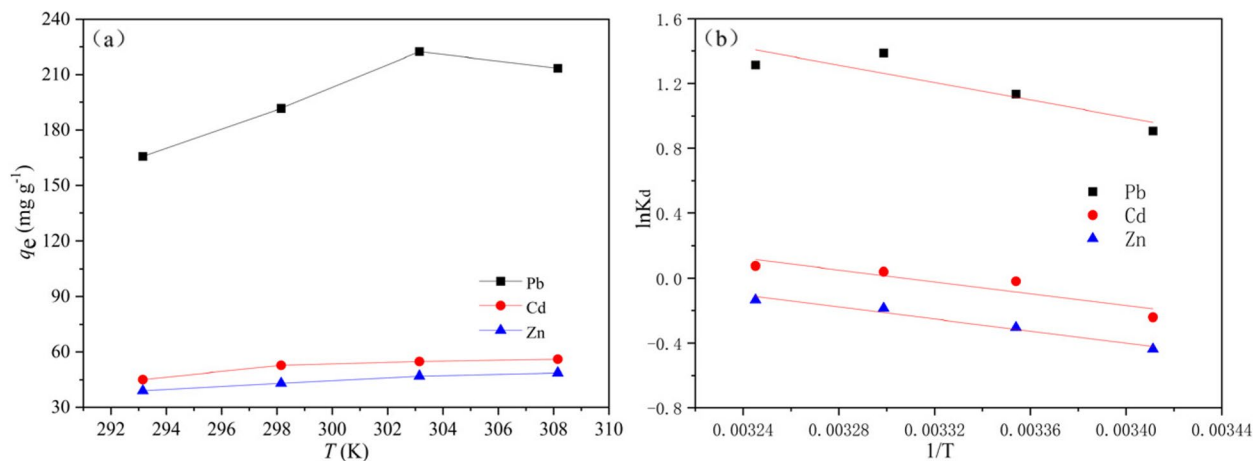 (a)
240
210
180
150
120
90
60
30
qe (mg g-1)
Pb
Cd
Zn
292 294 296 298 300 302 304 306 308 310
T (K)
(b)
1.6
1.2
0.8
0.4
0.0
-0.4
-0.8
lnKd
Pb
Cd
Zn
0.00324 0.00328 0.00332 0.00336 0.00340 0.00344
1/T